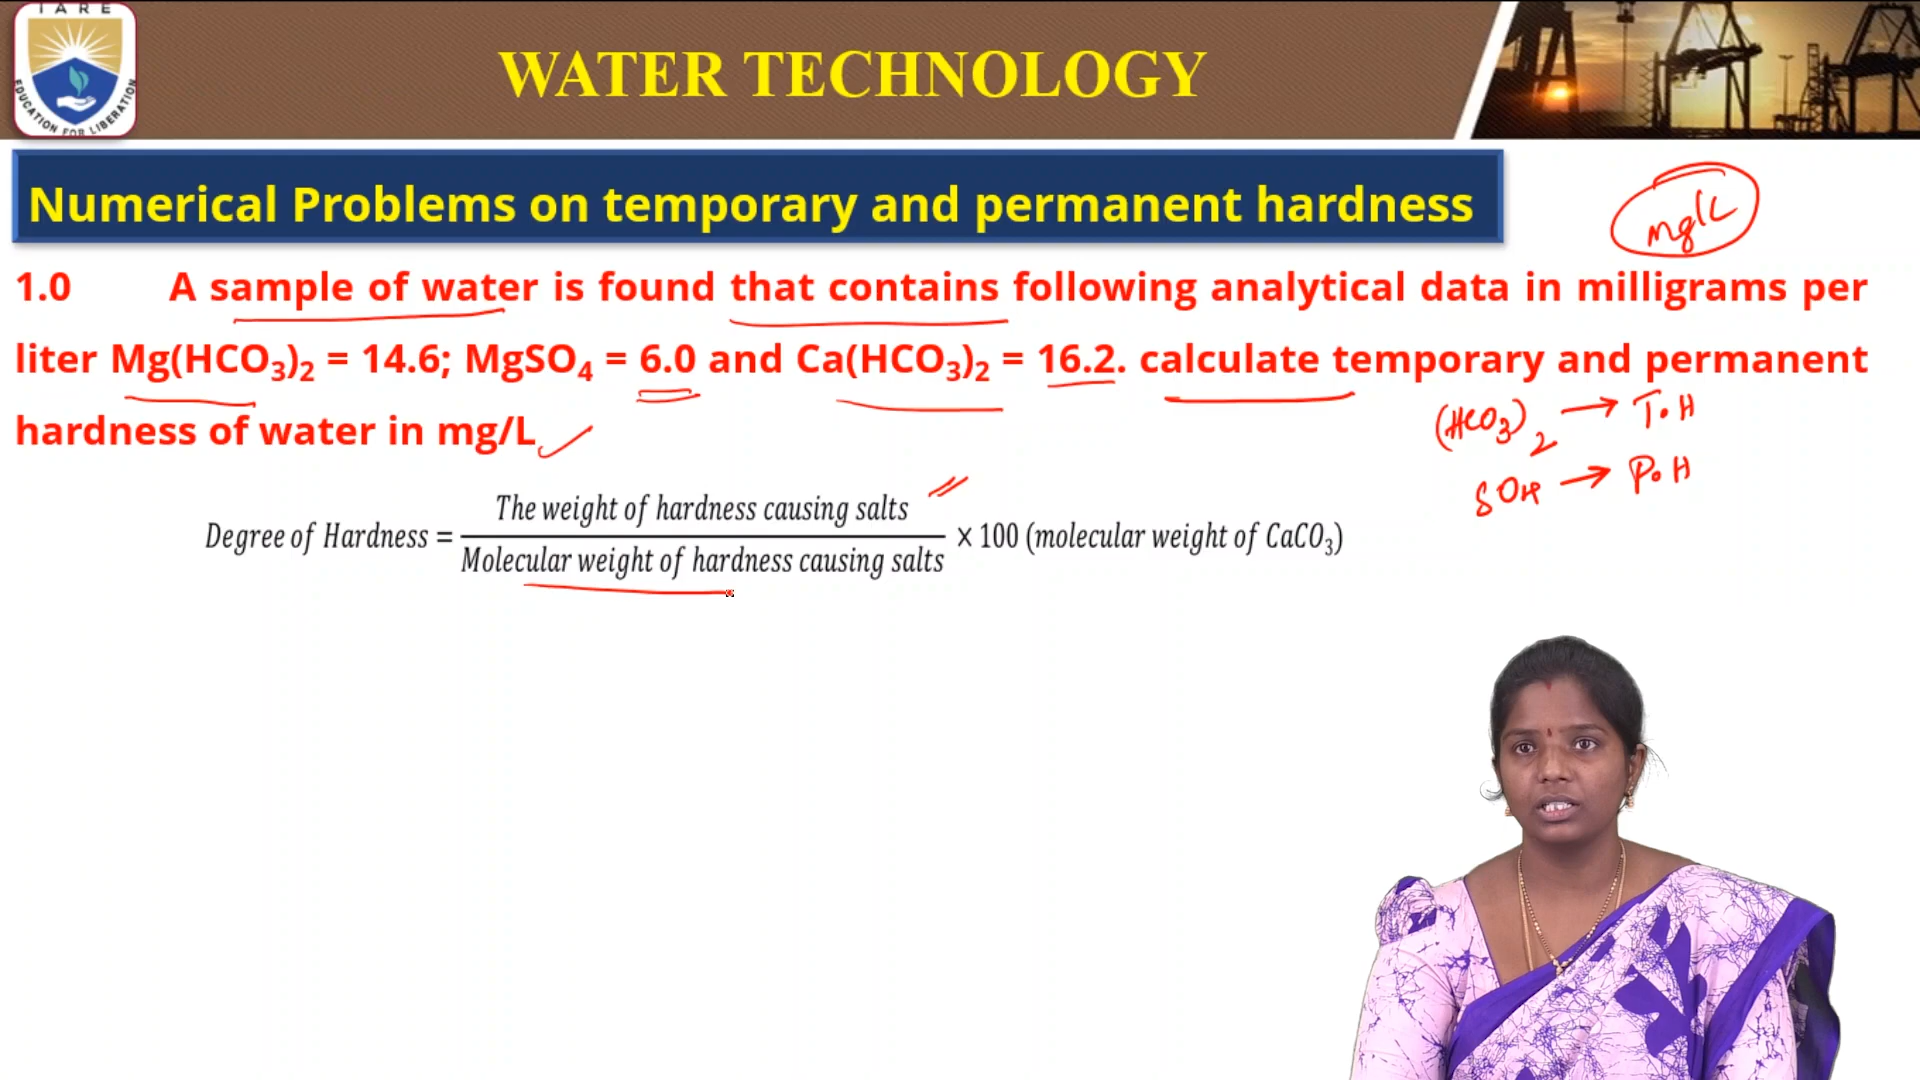 IARE
EDUCATION FOR LIBERATION
WATER TECHNOLOGY
Numerical Problems on temporary and permanent hardness
mg/L
1.0 A sample of water is found that contains following analytical data in milligrams per
liter Mg(HCO₃)₂ = 14.6; MgSO₄ = 6.0 and Ca(HCO₃)₂ = 16.2. calculate temporary and permanent
hardness of water in mg/L
(HCO₃)₂ → T.H
SO₄ → P.H
The weight of hardness causing salts
Degree of Hardness = × 100 (molecular weight of CaCO₃)
Molecular weight of hardness causing salts